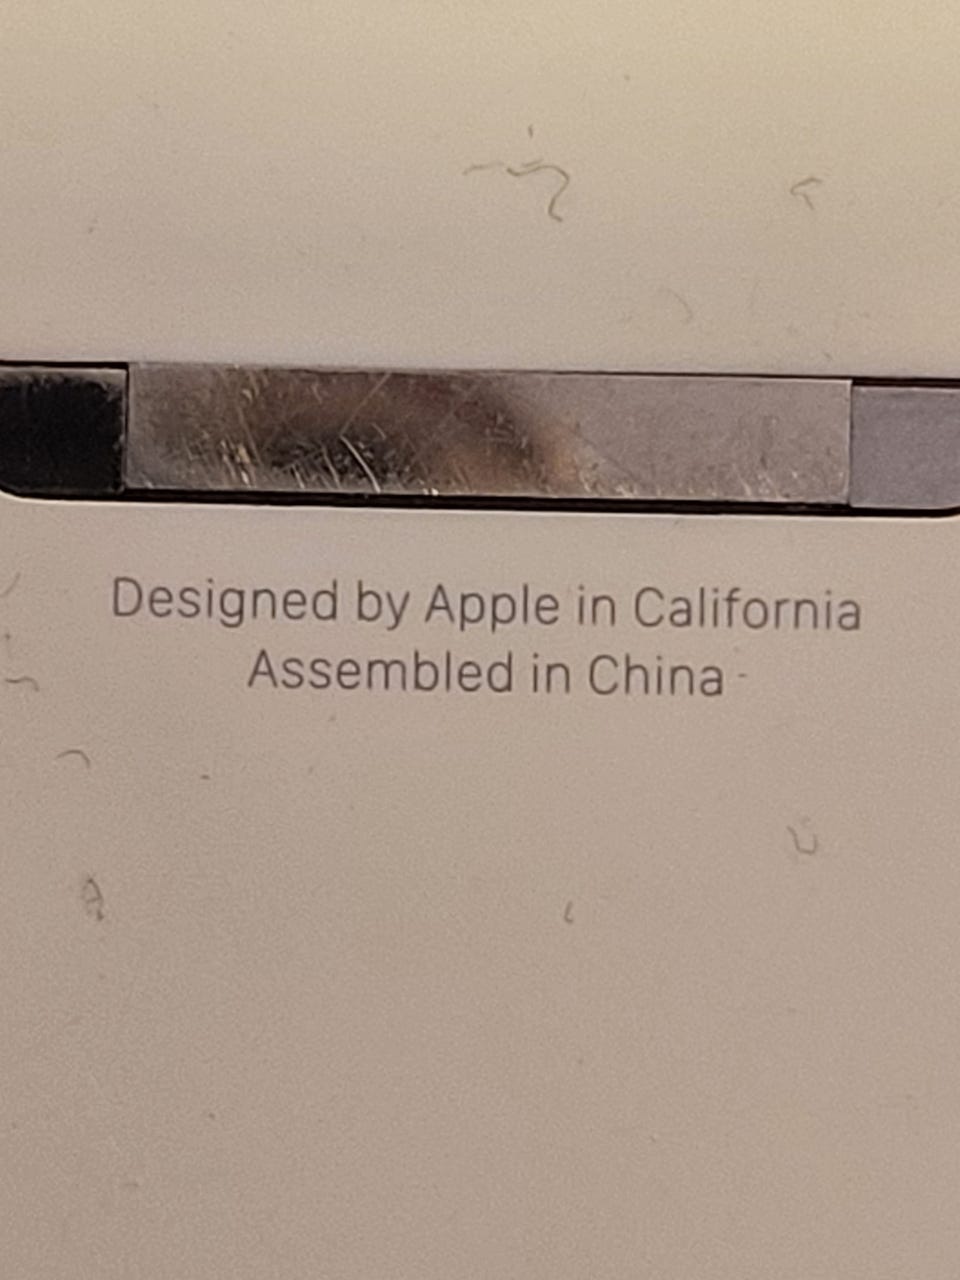 Designed by Apple in California
Assembled in China